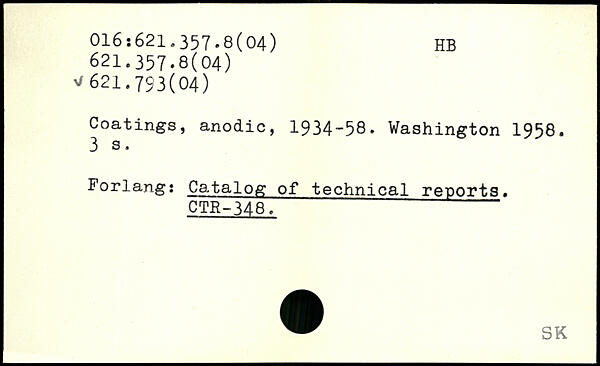 016:621.357.8(04) HB
621.357.8(04)
✓ 621.793(04)
Coatings, anodic, 1934-58. Washington 1958.
3 s.
Forlang: Catalog of technical reports.
CTR-348.
SK